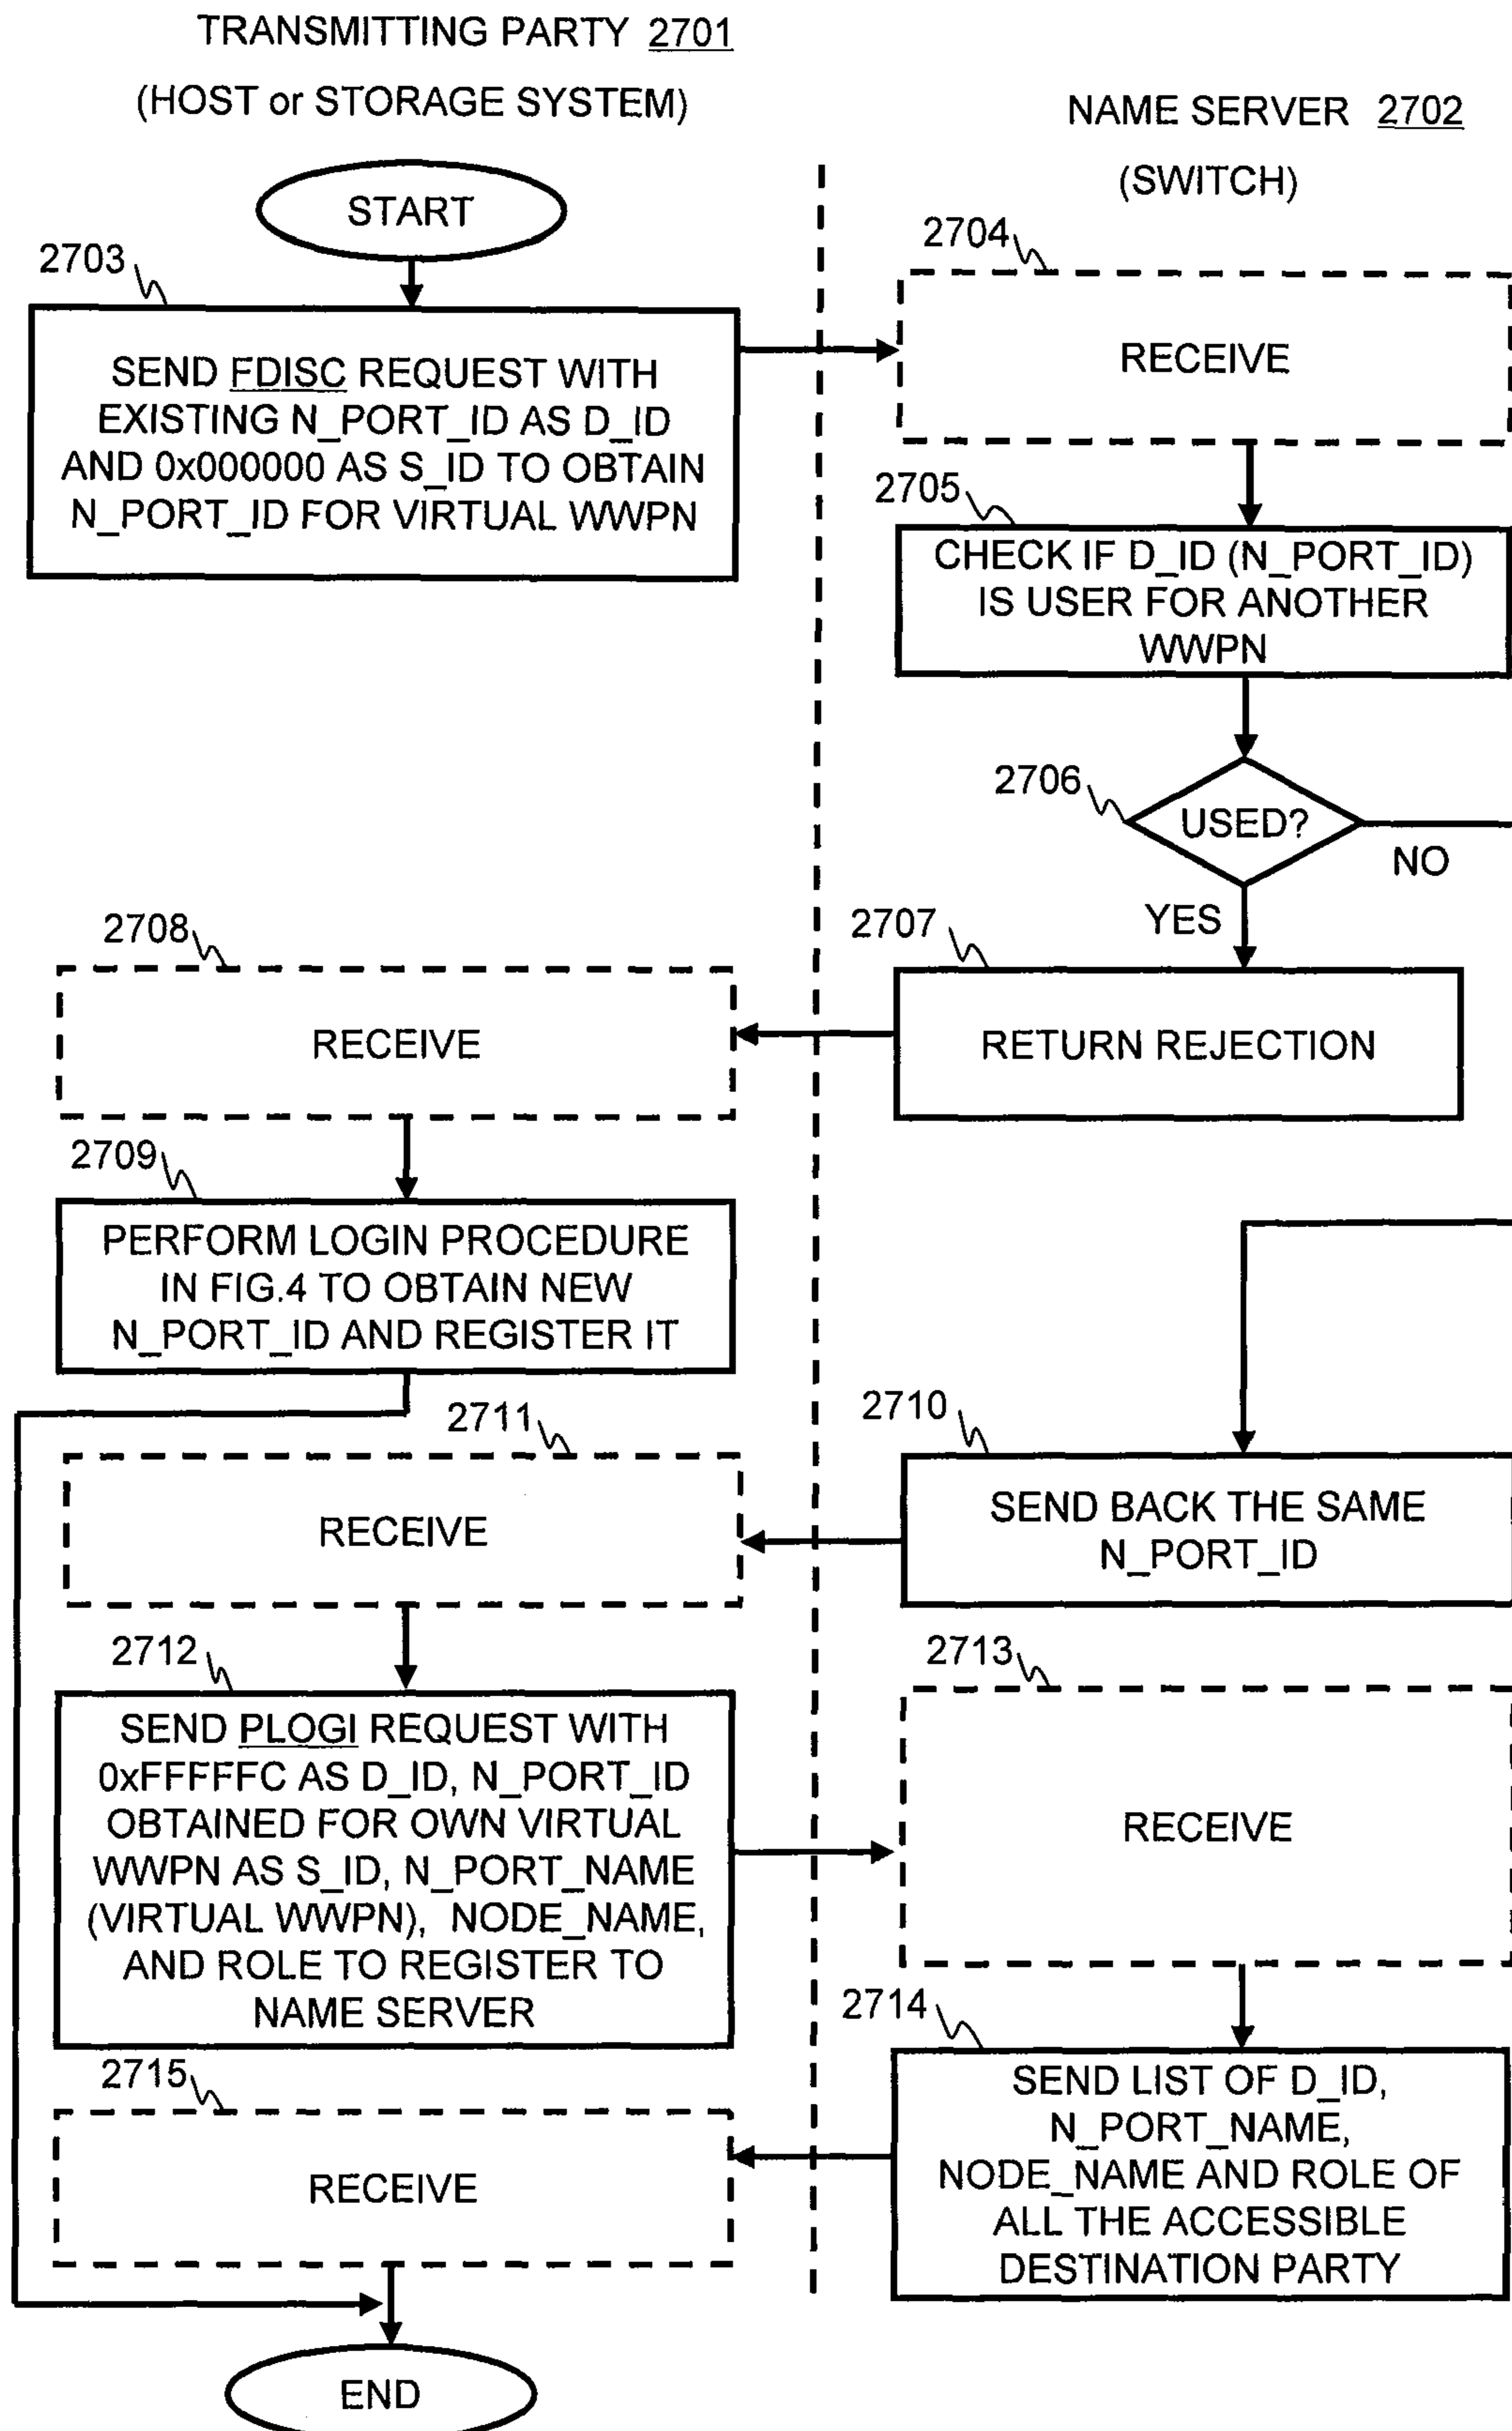 TRANSMITTING PARTY 2701
(HOST or STORAGE SYSTEM)
NAME SERVER 2702
(SWITCH)
START
2703
SEND FDISC REQUEST WITH
EXISTING N_PORT_ID AS D_ID
AND 0x000000 AS S_ID TO OBTAIN
N_PORT_ID FOR VIRTUAL WWPN
2704
RECEIVE
2705
CHECK IF D_ID (N_PORT_ID)
IS USER FOR ANOTHER
WWPN
2706
USED?
NO
YES
2707
RETURN REJECTION
2708
RECEIVE
2709
PERFORM LOGIN PROCEDURE
IN FIG.4 TO OBTAIN NEW
N_PORT_ID AND REGISTER IT
2710
SEND BACK THE SAME
N_PORT_ID
2711
RECEIVE
2712
SEND PLOGI REQUEST WITH
0xFFFFFC AS D_ID, N_PORT_ID
OBTAINED FOR OWN VIRTUAL
WWPN AS S_ID, N_PORT_NAME
(VIRTUAL WWPN), NODE_NAME,
AND ROLE TO REGISTER TO
NAME SERVER
2713
RECEIVE
2714
SEND LIST OF D_ID,
N_PORT_NAME,
NODE_NAME AND ROLE OF
ALL THE ACCESSIBLE
DESTINATION PARTY
2715
RECEIVE
END